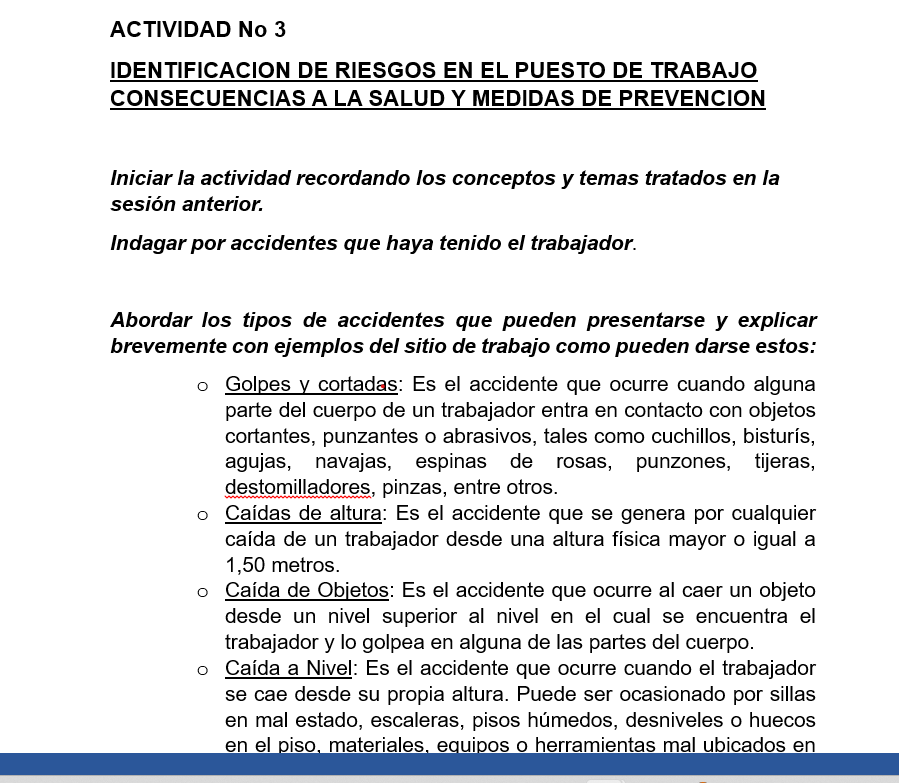 ACTIVIDAD No 3
IDENTIFICACION DE RIESGOS EN EL PUESTO DE TRABAJO
CONSECUENCIAS A LA SALUD Y MEDIDAS DE PREVENCION
Iniciar la actividad recordando los conceptos y temas tratados en la
sesión anterior.
Indagar por accidentes que haya tenido el trabajador.
Abordar los tipos de accidentes que pueden presentarse y explicar
brevemente con ejemplos del sitio de trabajo como pueden darse estos:
o Golpes y cortadas: Es el accidente que ocurre cuando alguna
parte del cuerpo de un trabajador entra en contacto con objetos
cortantes, punzantes o abrasivos, tales como cuchillos, bisturís,
agujas, navajas, espinas de rosas, punzones, tijeras,
destomilladores, pinzas, entre otros.
o Caídas de altura: Es el accidente que se genera por cualquier
caída de un trabajador desde una altura física mayor o igual a
1,50 metros.
o Caída de Objetos: Es el accidente que ocurre al caer un objeto
desde un nivel superior al nivel en el cual se encuentra el
trabajador y lo golpea en alguna de las partes del cuerpo.
o Caída a Nivel: Es el accidente que ocurre cuando el trabajador
se cae desde su propia altura. Puede ser ocasionado por sillas
en mal estado, escaleras, pisos húmedos, desniveles o huecos
en el piso, materiales, equipos o herramientas mal ubicados en